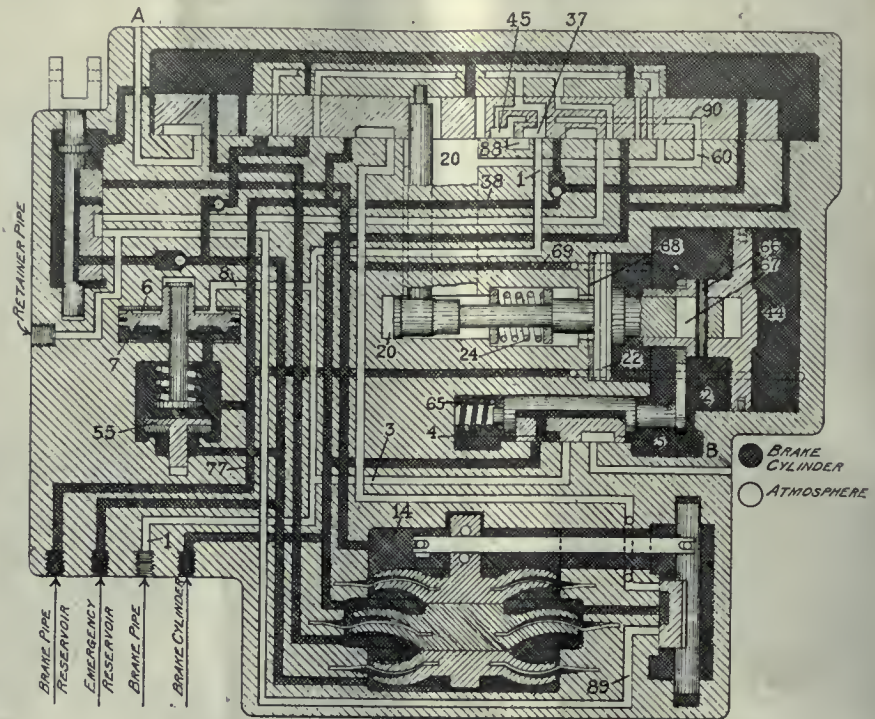 A
45
37
90
20
88
1
60
38
69
68
66
67
44
8
6
7
20
24
22
2
65
4
5
B
55
3
77
RETAINER PIPE
BRAKE
CYLINDER
ATMOSPHERE
14
1
89
BRAKE PIPE
RESERVOIR
EMERGENCY
RESERVOIR
BRAKE PIPE
BRAKE CYLINDER